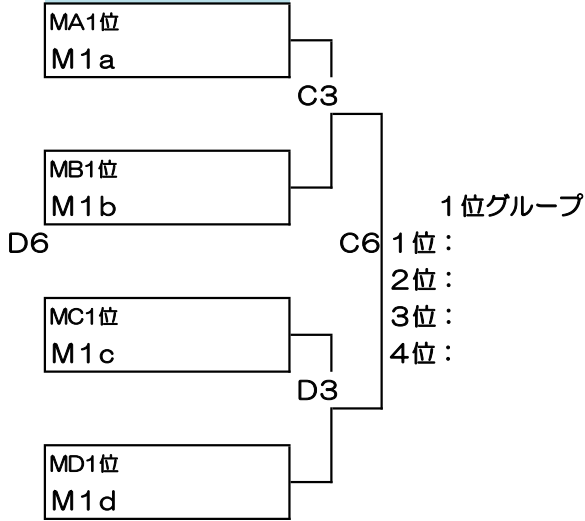 MA1位
M1a
C3
MB1位
M1b
1位グループ
D6
C6
1位：
2位：
3位：
4位：
MC1位
M1c
D3
MD1位
M1d